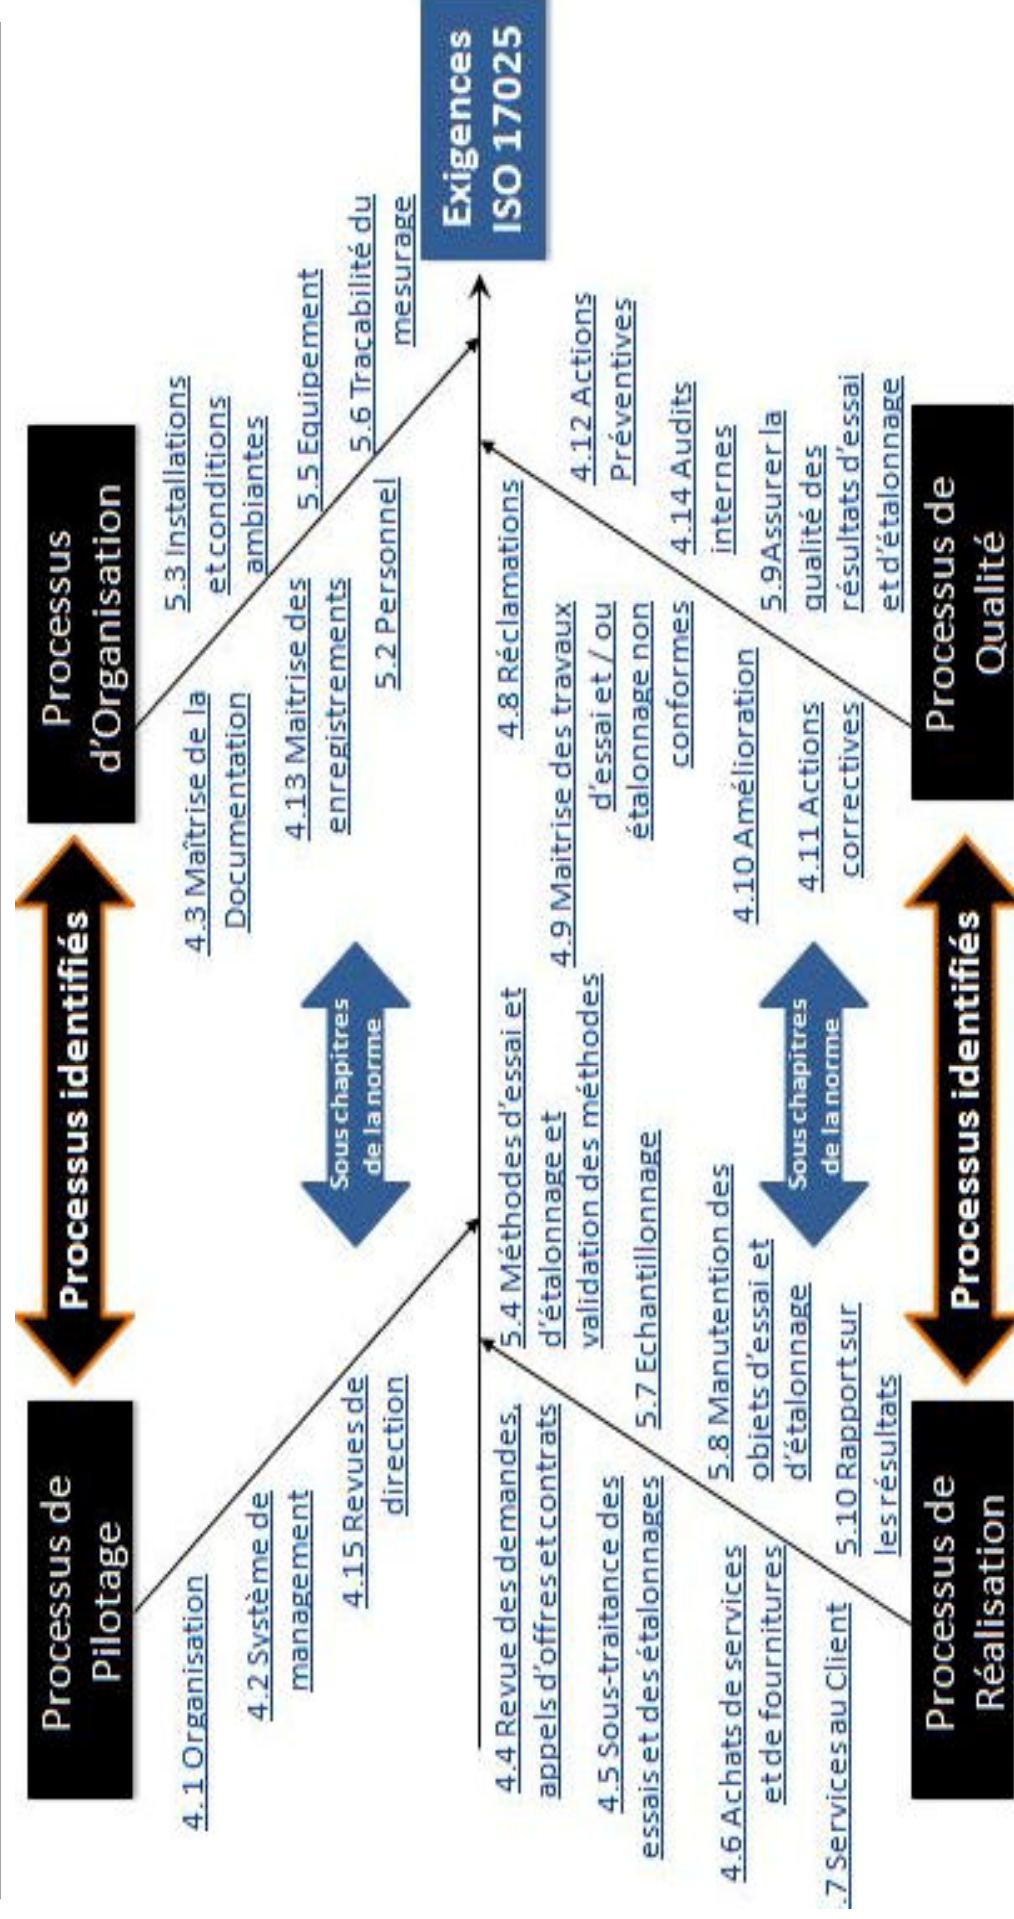 Processus de
Pilotage
Processus identifiés
Processus
d'Organisation
4.1 Organisation
4.2 Système de
management
4.15 Revues de
direction
Sous chapitres
de la norme
4.3 Maîtrise de la
Documentation
4.13 Maitrise des
enregistrements
5.2 Personnel
5.3 Installations
et conditions
ambiantes
5.5 Equipement
5.6 Traçabilité du
mesurage
Exigences
ISO 17025
4.4 Revue des demandes,
appels d'offres et contrats
4.5 Sous-traitance des
essais et des étalonnages
4.6 Achats de services
et de fournitures
.7 Services au Client
5.4 Méthodes d'essai et
d'étalonnage et
validation des méthodes
5.7 Echantillonnage
5.8 Manutention des
objets d'essai et
d'étalonnage
5.10 Rapport sur
les résultats
Sous chapitres
de la norme
4.8 Réclamations
4.9 Maitrise des travaux
d'essai et / ou
étalonnage non
conformes
4.10 Amélioration
4.11 Actions
correctives
4.12 Actions
Préventives
4.14 Audits
internes
5.9 Assurer la
qualité des
résultats d'essai
et d'étalonnage
Processus de
Réalisation
Processus identifiés
Processus de
Qualité